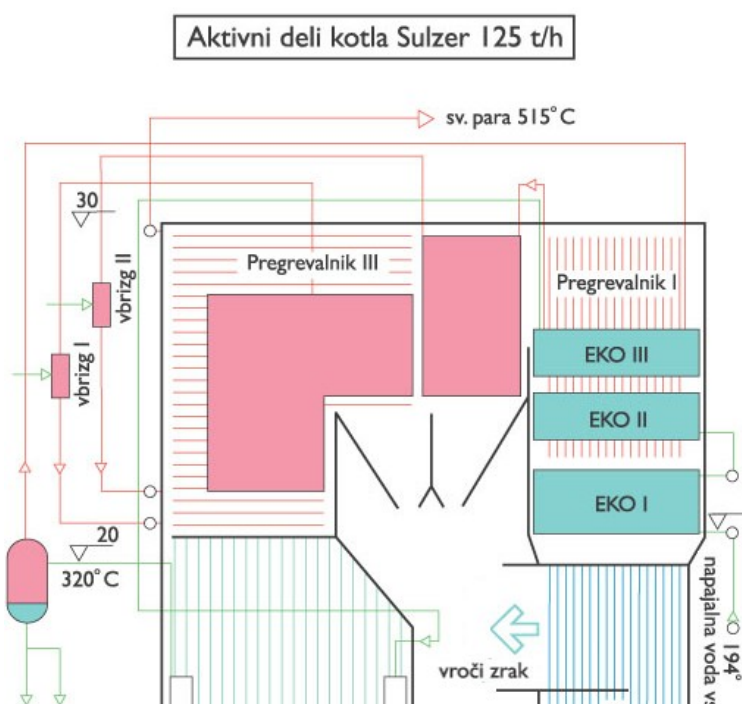 Aktivni deli kotla Sulzer 125 t/h
sv. para 515°C
30
Pregrevalnik III
Pregrevalnik I
vbrizg II
vbrizg I
EKO III
EKO II
EKO I
20
320°C
vroči zrak
napajalna voda
194°